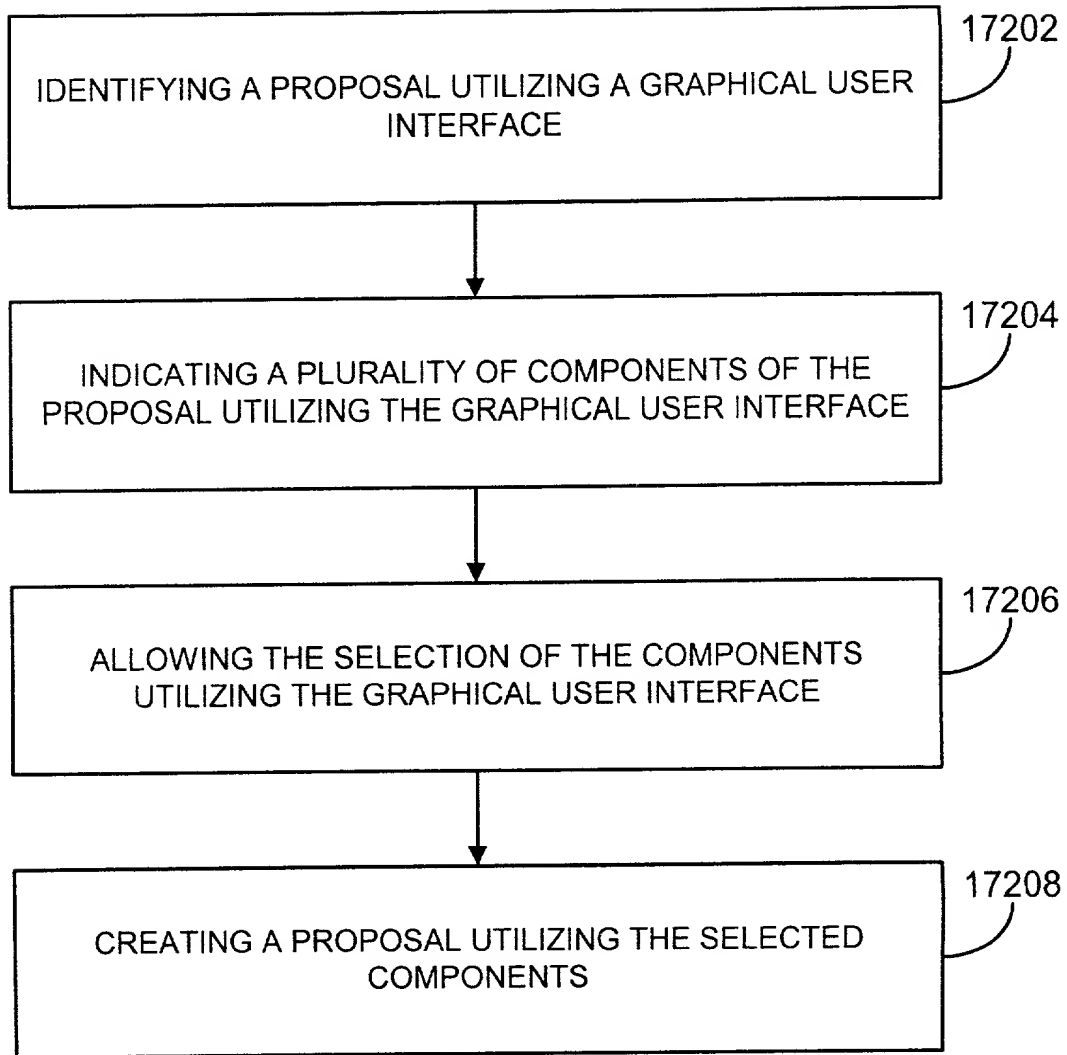 17202
IDENTIFYING A PROPOSAL UTILIZING A GRAPHICAL USER
INTERFACE
17204
INDICATING A PLURALITY OF COMPONENTS OF THE
PROPOSAL UTILIZING THE GRAPHICAL USER INTERFACE
17206
ALLOWING THE SELECTION OF THE COMPONENTS
UTILIZING THE GRAPHICAL USER INTERFACE
17208
CREATING A PROPOSAL UTILIZING THE SELECTED
COMPONENTS